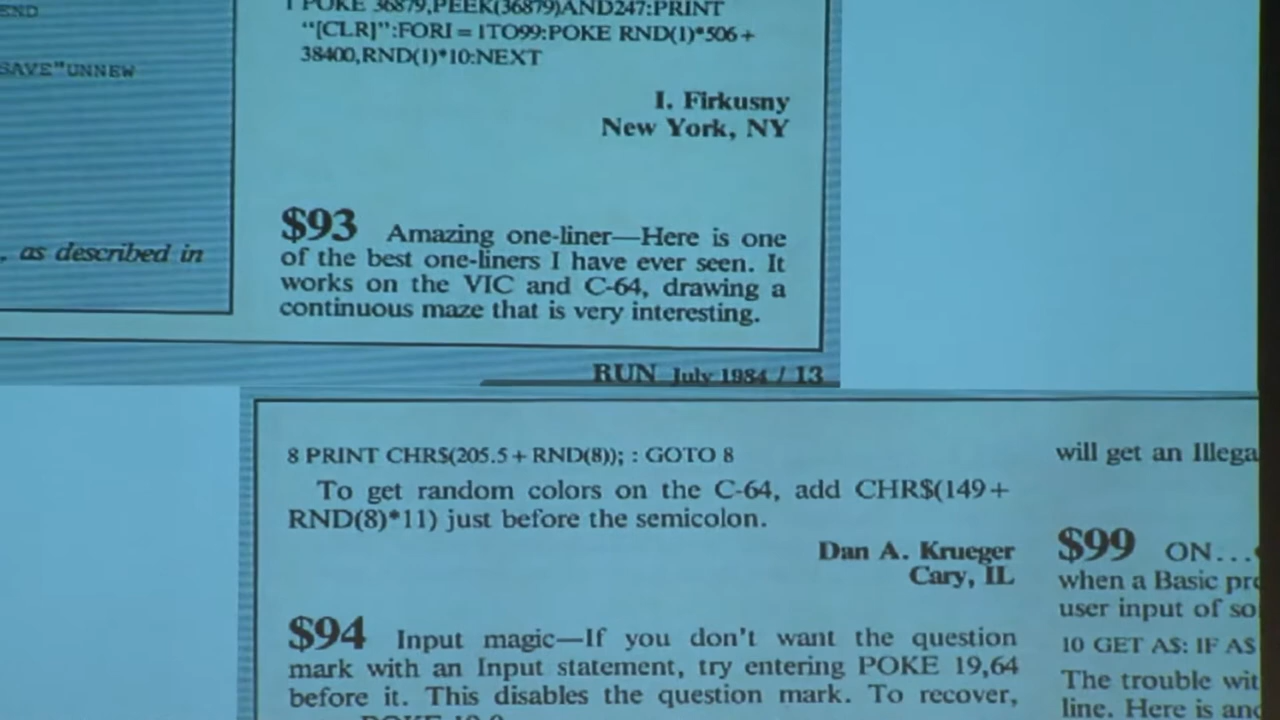 END
SAVE"UNNEW
, as described in
1 POKE 36879,PEEK(36879)AND247:PRINT
"[CLR]":FORI = 1TO99:POKE RND(1)*506 +
38400,RND(1)*10:NEXT
I. Firkusny
New York, NY
$93 Amazing one-liner—Here is one
of the best one-liners I have ever seen. It
works on the VIC and C-64, drawing a
continuous maze that is very interesting.
RUN July 1984 / 13
8 PRINT CHR$(205.5 + RND(8)); : GOTO 8
To get random colors on the C-64, add CHR$(149 +
RND(8)*11) just before the semicolon.
Dan A. Krueger
Cary, IL
$94 Input magic—If you don't want the question
mark with an Input statement, try entering POKE 19,64
before it. This disables the question mark. To recover,
will get an Illega
$99 ON...
when a Basic pro
user input of so
10 GET A$: IF A$
The trouble wit
line. Here is and